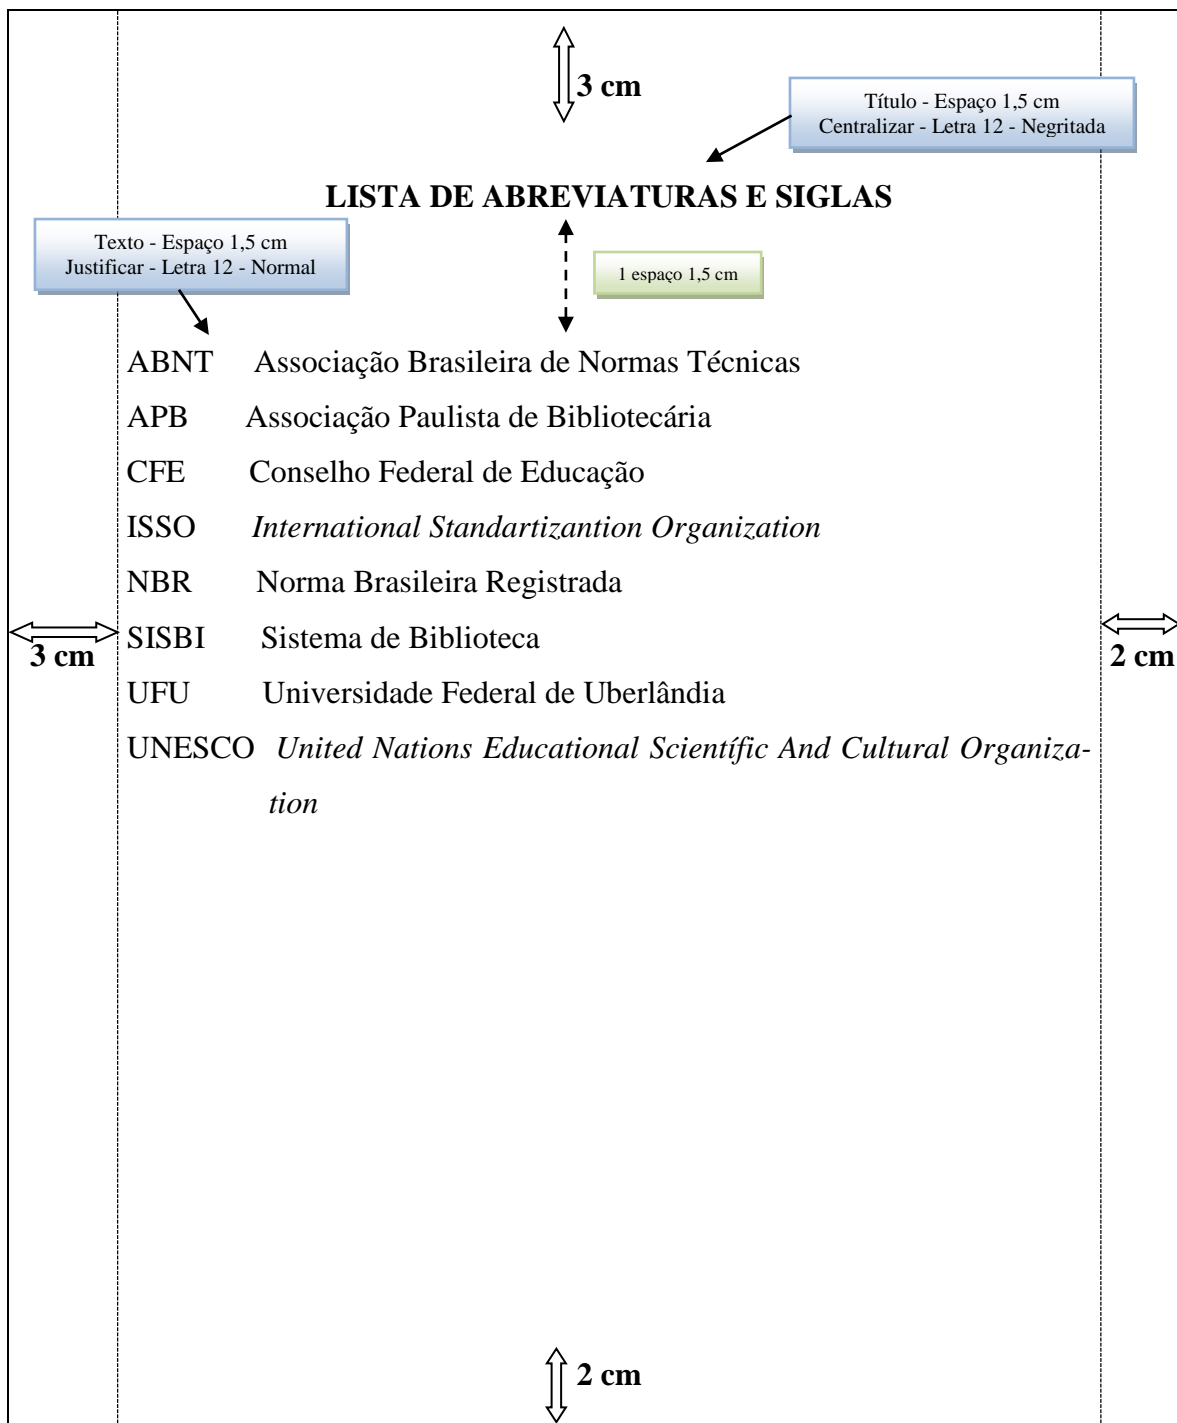 3 cm
Título - Espaço 1,5 cm
Centralizar - Letra 12 - Negritada
LISTA DE ABREVIATURAS E SIGLAS
Texto - Espaço 1,5 cm
Justificar - Letra 12 - Normal
1 espaço 1,5 cm
ABNT Associação Brasileira de Normas Técnicas
APB Associação Paulista de Bibliotecária
CFE Conselho Federal de Educação
ISSO International Standartizantion Organization
NBR Norma Brasileira Registrada
SISBI Sistema de Biblioteca
3 cm
2 cm
UFU Universidade Federal de Uberlândia
UNESCO United Nations Educational Scientífic And Cultural Organiza-
tion
2 cm